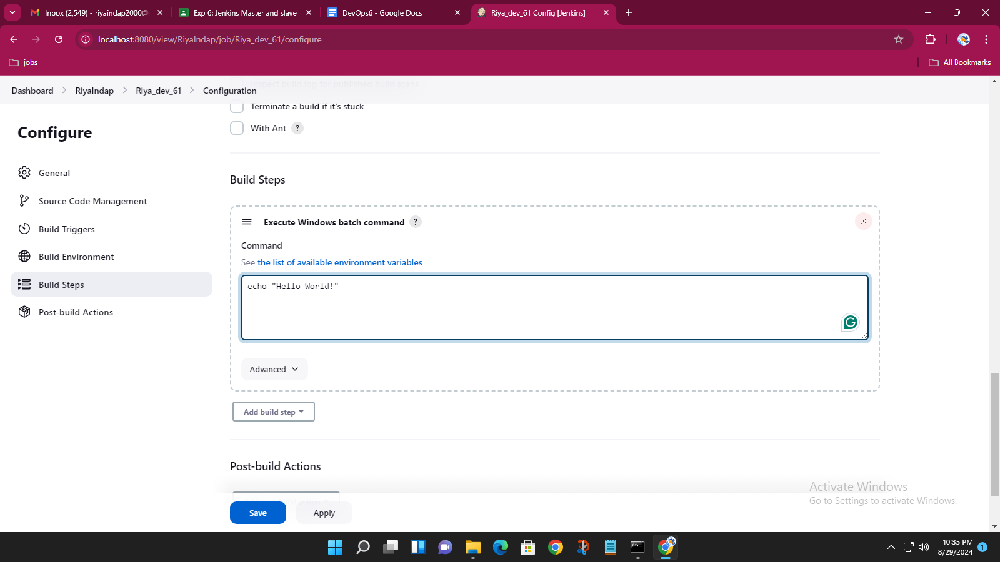 Inbox (2,549) - riyaindap2000@
Exp 6: Jenkins Master and slave
DevOps6 - Google Docs
Riya_dev_61 Config [Jenkins]
localhost:8080/view/RiyaIndap/job/Riya_dev_61/configure
jobs
All Bookmarks
Dashboard
RiyaIndap
Riya_dev_61
Configuration
Inspect build log for published build scans
Terminate a build if it's stuck
With Ant ?
Configure
General
Source Code Management
Build Triggers
Build Environment
Build Steps
Post-build Actions
Build Steps
Execute Windows batch command ?
Command
See the list of available environment variables
echo "Hello World!"
Advanced
Add build step
Post-build Actions
Save
Apply
Activate Windows
Go to Settings to activate Windows.
10:35 PM
8/29/2024
1